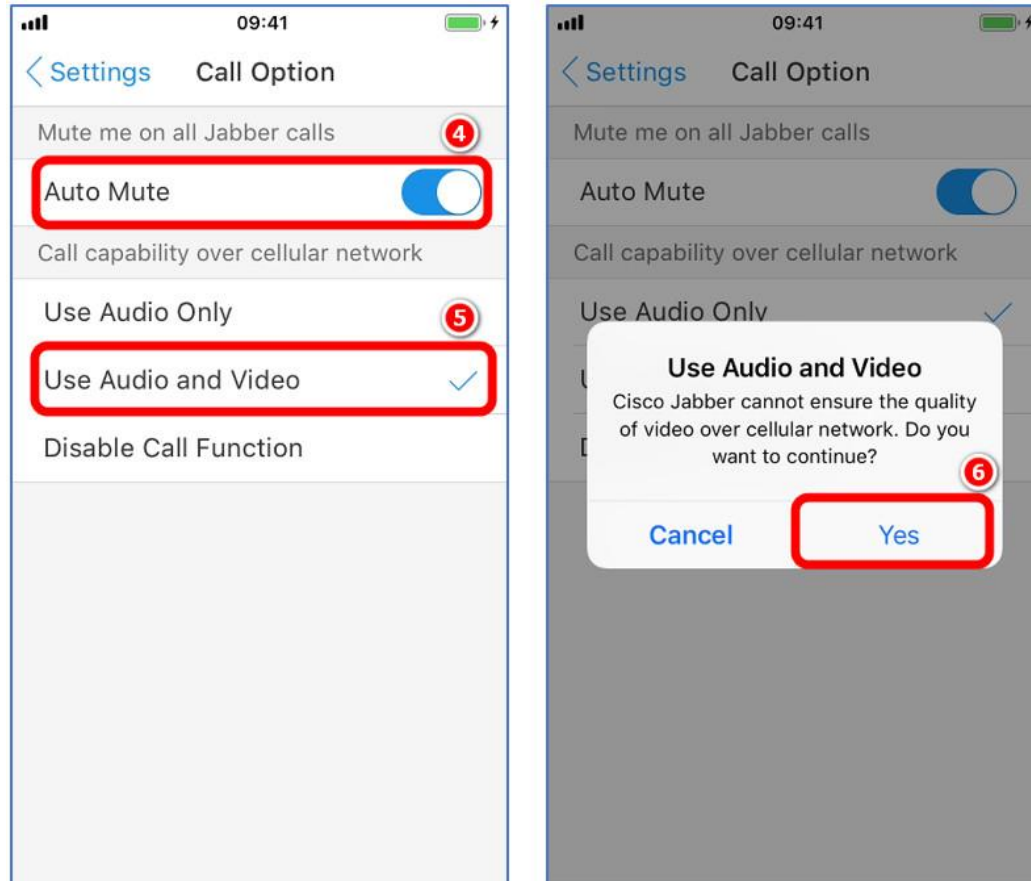 09:41
Settings
Call Option
Mute me on all Jabber calls
4
Auto Mute
Call capability over cellular network
Use Audio Only
5
Use Audio and Video
Disable Call Function
09:41
Settings
Call Option
Mute me on all Jabber calls
Auto Mute
Call capability over cellular network
Use Audio Only
U
D
Use Audio and Video
Cisco Jabber cannot ensure the quality
of video over cellular network. Do you
want to continue?
6
Cancel
Yes